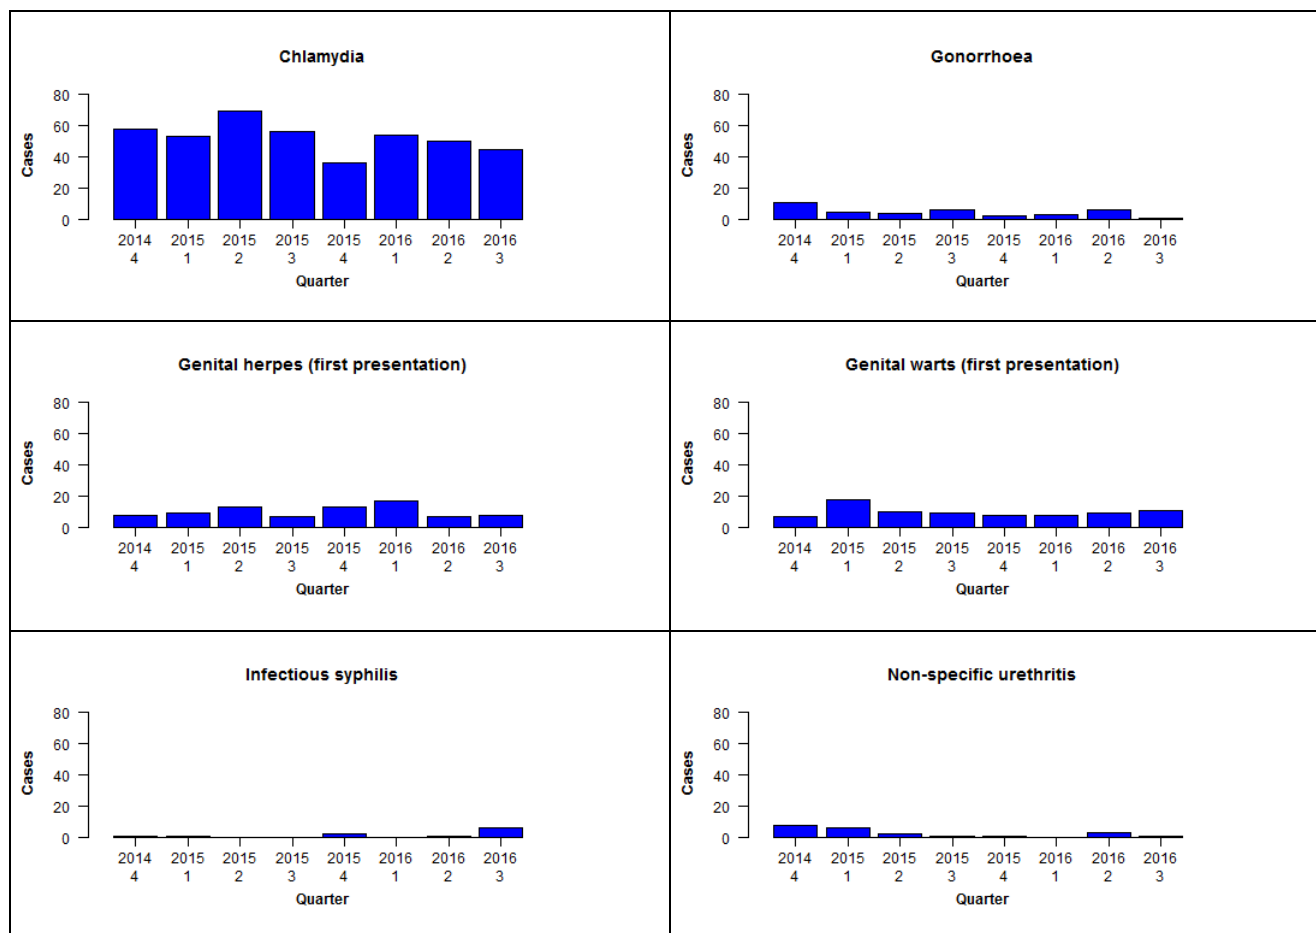 Chlamydia
80
60
40
20
0
Cases
2014 2015 2015 2015 2015 2016 2016 2016
4 1 2 3 4 1 2 3
Quarter
Gonorrhoea
80
60
40
20
0
Cases
2014 2015 2015 2015 2015 2016 2016 2016
4 1 2 3 4 1 2 3
Quarter
Genital herpes (first presentation)
80
60
40
20
0
Cases
2014 2015 2015 2015 2015 2016 2016 2016
4 1 2 3 4 1 2 3
Quarter
Genital warts (first presentation)
80
60
40
20
0
Cases
2014 2015 2015 2015 2015 2016 2016 2016
4 1 2 3 4 1 2 3
Quarter
Infectious syphilis
80
60
40
20
0
Cases
2014 2015 2015 2015 2015 2016 2016 2016
4 1 2 3 4 1 2 3
Quarter
Non-specific urethritis
80
60
40
20
0
Cases
2014 2015 2015 2015 2015 2016 2016 2016
4 1 2 3 4 1 2 3
Quarter